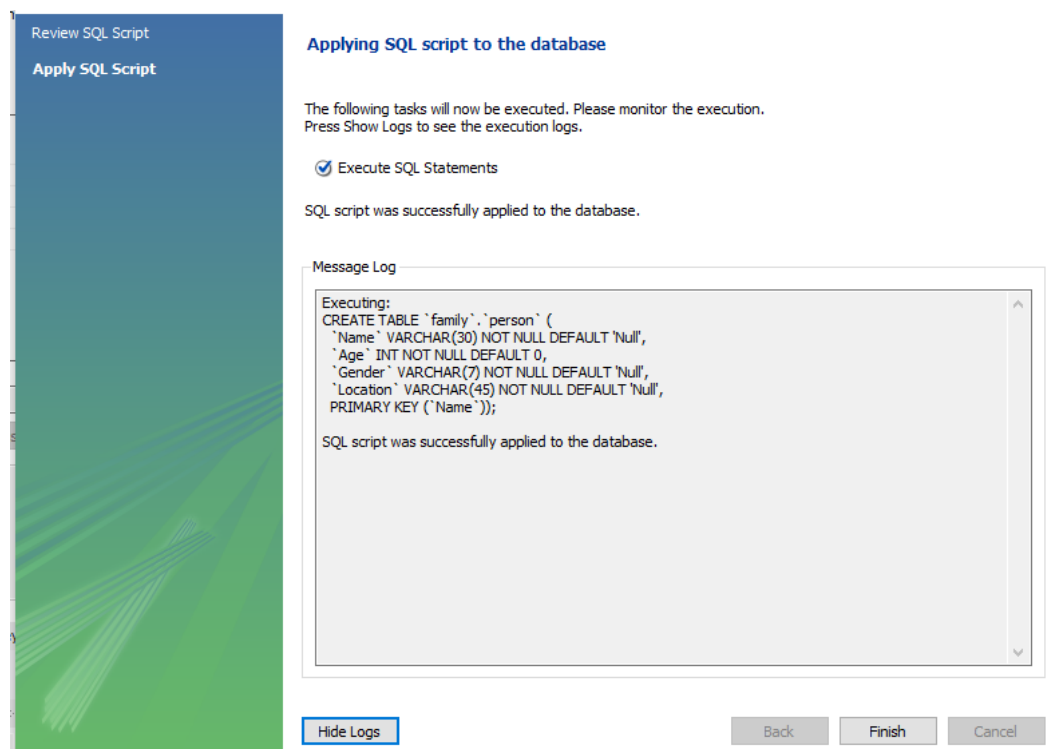 Review SQL Script
Apply SQL Script
Applying SQL script to the database
The following tasks will now be executed. Please monitor the execution.
Press Show Logs to see the execution logs.
Execute SQL Statements
SQL script was successfully applied to the database.
Message Log
Executing:
CREATE TABLE `family`.`person` (
`Name` VARCHAR(30) NOT NULL DEFAULT 'Null',
`Age` INT NOT NULL DEFAULT 0,
`Gender` VARCHAR(7) NOT NULL DEFAULT 'Null',
`Location` VARCHAR(45) NOT NULL DEFAULT 'Null',
PRIMARY KEY (`Name`));
SQL script was successfully applied to the database.
Hide Logs
Back
Finish
Cancel